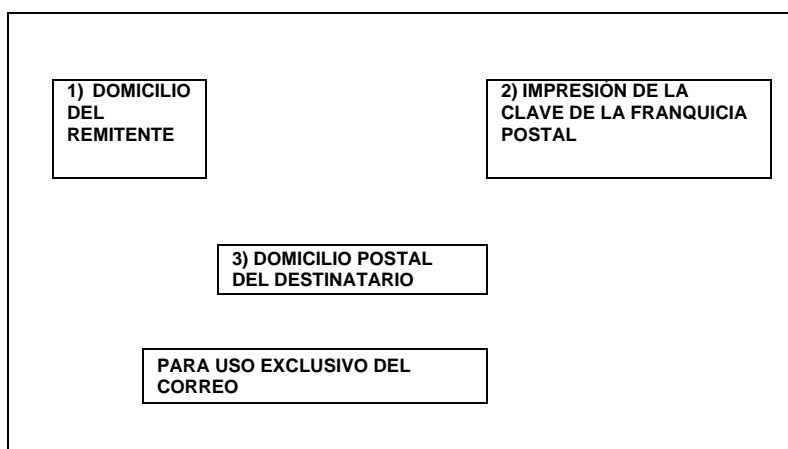 1) DOMICILIO
DEL
REMITENTE
2) IMPRESIÓN DE LA
CLAVE DE LA FRANQUICIA
POSTAL
3) DOMICILIO POSTAL
DEL DESTINATARIO
PARA USO EXCLUSIVO DEL
CORREO